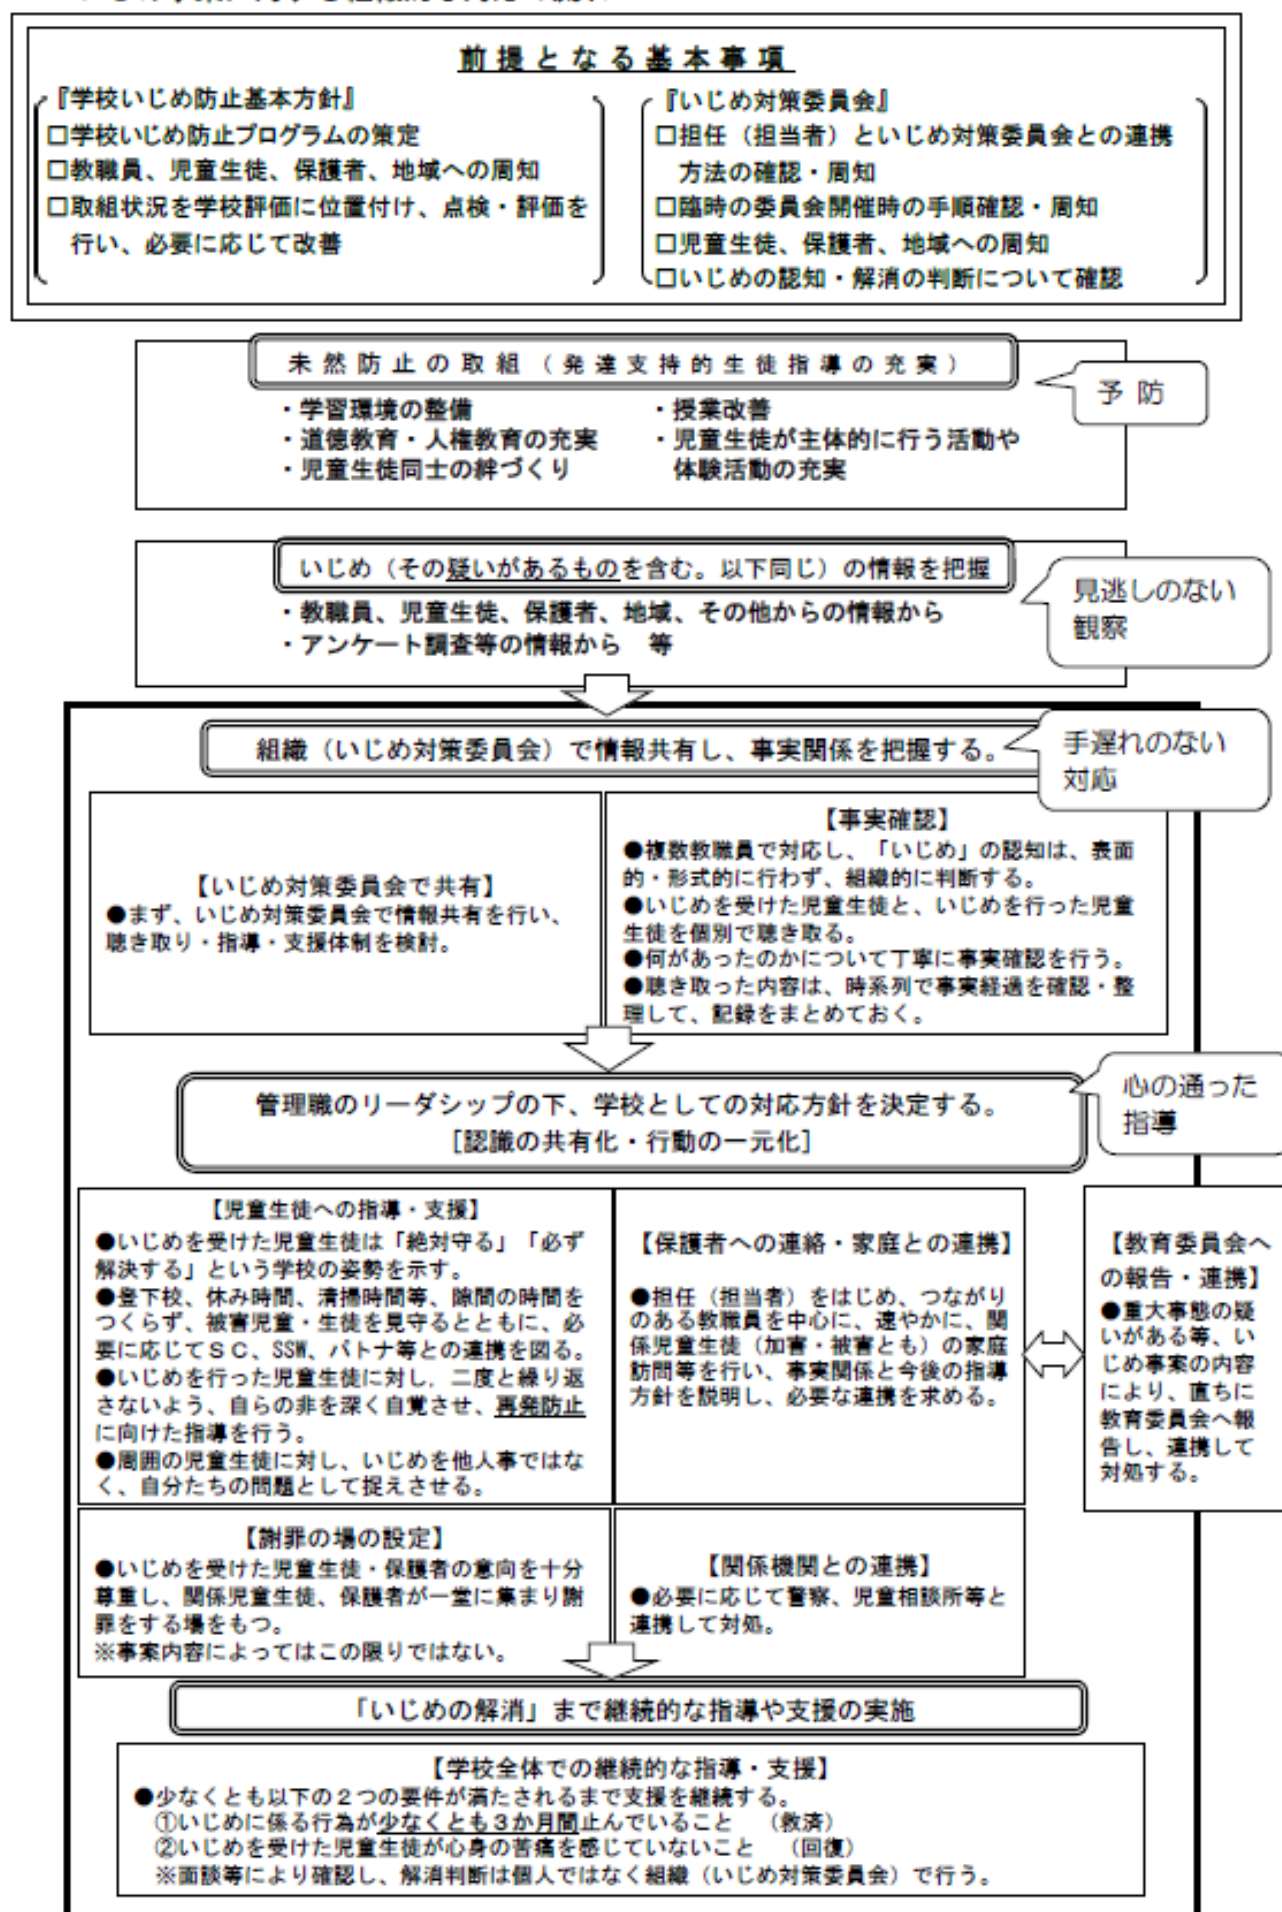 前提となる基本事項
『学校いじめ防止基本方針』
□学校いじめ防止プログラムの策定
□教職員、児童生徒、保護者、地域への周知
□取組状況を学校評価に位置付け、点検・評価を
行い、必要に応じて改善
『いじめ対策委員会』
□担任（担当者）といじめ対策委員会との連携
方法の確認・周知
□臨時の委員会開催時の手順確認・周知
□児童生徒、保護者、地域への周知
□いじめの認知・解消の判断について確認
未然防止の取組（発達支持的生徒指導の充実）
予防
・学習環境の整備
・道徳教育・人権教育の充実
・児童生徒同士の絆づくり
・授業改善
・児童生徒が主体的に行う活動や
体験活動の充実
いじめ（その疑いがあるものを含む。以下同じ）の情報を把握
見逃しのない
観察
・教職員、児童生徒、保護者、地域、その他からの情報から
・アンケート調査等の情報から　等
組織（いじめ対策委員会）で情報共有し、事実関係を把握する。
手遅れのない
対応
【いじめ対策委員会で共有】
●まず、いじめ対策委員会で情報共有を行い、
聴き取り・指導・支援体制を検討。
【事実確認】
●複数教職員で対応し、「いじめ」の認知は、表面
的・形式的に行わず、組織的に判断する。
●いじめを受けた児童生徒と、いじめを行った児童
生徒を個別で聴き取る。
●何があったのかについて丁寧に事実確認を行う。
●聴き取った内容は、時系列で事実経過を確認・整
理して、記録をまとめておく。
管理職のリーダシップの下、学校としての対応方針を決定する。
［認識の共有化・行動の一元化］
心の通った
指導
【児童生徒への指導・支援】
●いじめを受けた児童生徒は「絶対守る」「必ず
解決する」という学校の姿勢を示す。
●登下校、休み時間、清掃時間等、隙間の時間を
つくらず、被害児童・生徒を見守るとともに、必
要に応じてＳＣ、SSW、パトナ等との連携を図る。
●いじめを行った児童生徒に対し，二度と繰り返
さないよう、自らの非を深く自覚させ、再発防止
に向けた指導を行う。
●周囲の児童生徒に対し、いじめを他人事ではな
く、自分たちの問題として捉えさせる。
【保護者への連絡・家庭との連携】
●担任（担当者）をはじめ、つながり
のある教職員を中心に、速やかに、関
係児童生徒（加害・被害とも）の家庭
訪問等を行い、事実関係と今後の指導
方針を説明し、必要な連携を求める。
【教育委員会へ
の報告・連携】
●重大事態の疑
いがある等、い
じめ事案の内容
により、直ちに
教育委員会へ報
告し、連携して
対処する。
【謝罪の場の設定】
●いじめを受けた児童生徒・保護者の意向を十分
尊重し、関係児童生徒、保護者が一堂に集まり謝
罪をする場をもつ。
※事案内容によってはこの限りではない。
【関係機関との連携】
●必要に応じて警察、児童相談所等と
連携して対処。
「いじめの解消」まで継続的な指導や支援の実施
【学校全体での継続的な指導・支援】
●少なくとも以下の２つの要件が満たされるまで支援を継続する。
①いじめに係る行為が少なくとも３か月間止んでいること　（救済）
②いじめを受けた児童生徒が心身の苦痛を感じていないこと　（回復）
※面談等により確認し、解消判断は個人ではなく組織（いじめ対策委員会）で行う。